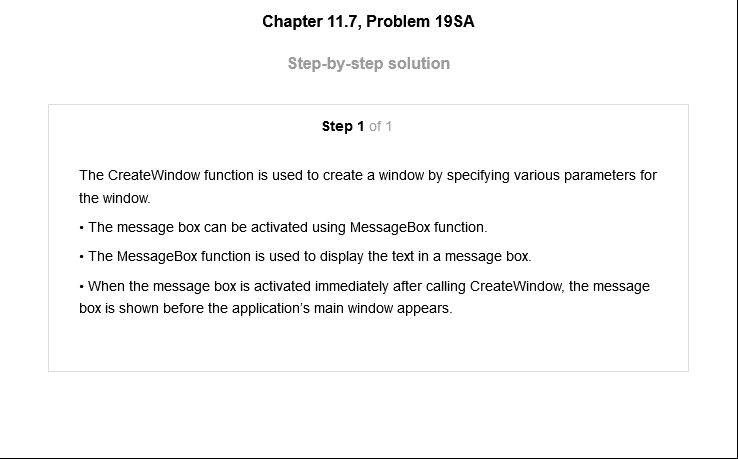 Chapter 11.7, Problem 19SA
Step-by-step solution
Step 1 of 1
The CreateWindow function is used to create a window by specifying various parameters for
the window.
• The message box can be activated using MessageBox function.
• The MessageBox function is used to display the text in a message box.
• When the message box is activated immediately after calling CreateWindow, the message
box is shown before the application’s main window appears.